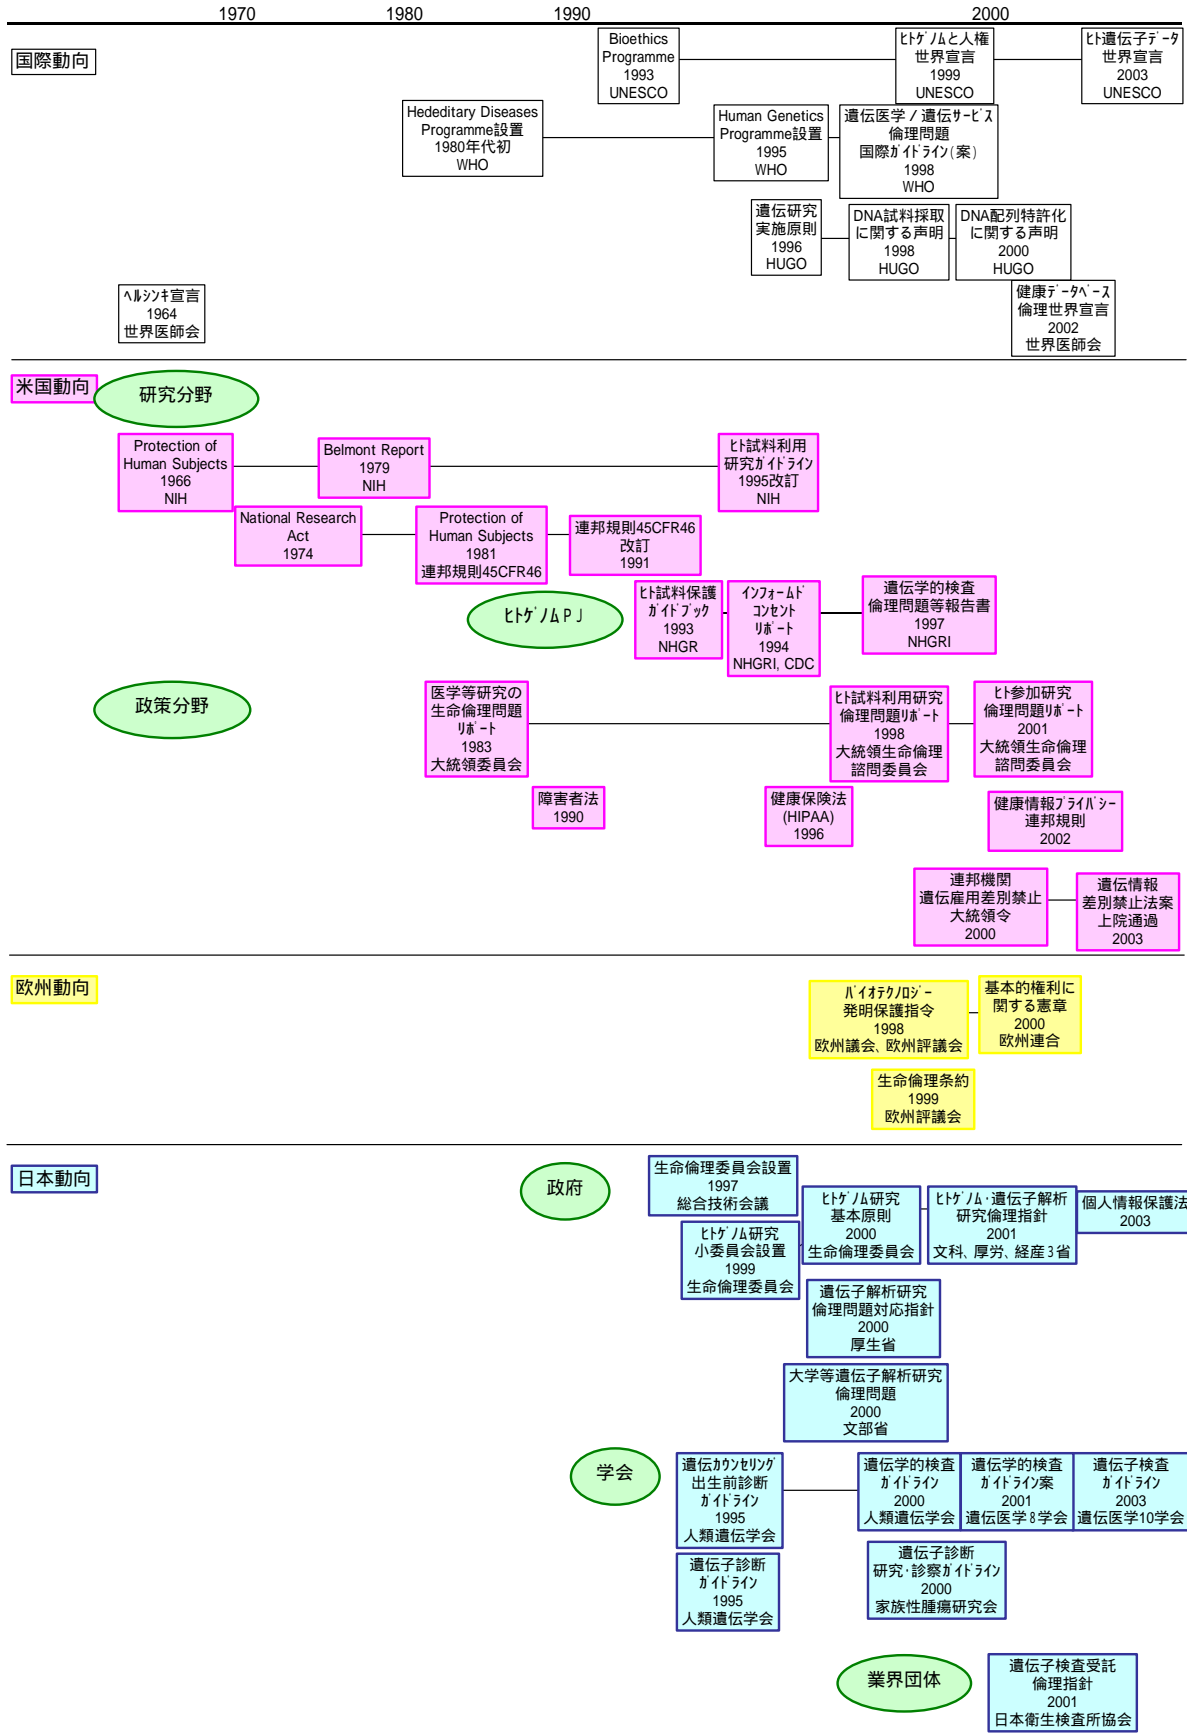 1970 1980 1990 2000
国際動向
Bioethics
Programme
1993
UNESCO
ﾋﾄｹﾞﾉﾑと人権
世界宣言
1999
UNESCO
ﾋﾄ遺伝子ﾃﾞｰﾀ
世界宣言
2003
UNESCO
Hededitary Diseases
Programme設置
1980年代初
WHO
Human Genetics
Programme設置
1995
WHO
遺伝医学 / 遺伝ｻｰﾋﾞｽ
倫理問題
国際ｶﾞｲﾄﾞﾗｲﾝ(案)
1998
WHO
遺伝研究
実施原則
1996
HUGO
DNA試料採取
に関する声明
1998
HUGO
DNA配列特許化
に関する声明
2000
HUGO
ﾍﾙｼﾝｷ宣言
1964
世界医師会
健康ﾃﾞｰﾀﾍﾞｰｽ
倫理世界宣言
2002
世界医師会
米国動向
研究分野
Protection of
Human Subjects
1966
NIH
Belmont Report
1979
NIH
ﾋﾄ試料利用
研究ｶﾞｲﾄﾞﾗｲﾝ
1995改訂
NIH
National Research
Act
1974
Protection of
Human Subjects
1981
連邦規則45CFR46
連邦規則45CFR46
改訂
1991
ﾋﾄｹﾞﾉﾑPJ
ﾋﾄ試料保護
ｶﾞｲﾄﾞﾌﾞｯｸ
1993
NHGR
ｲﾝﾌｫｰﾑﾄﾞ
ｺﾝｾﾝﾄ
ﾘﾎﾟｰﾄ
1994
NHGRI, CDC
遺伝学的検査
倫理問題等報告書
1997
NHGRI
政策分野
医学等研究の
生命倫理問題
ﾘﾎﾟｰﾄ
1983
大統領委員会
ﾋﾄ試料利用研究
倫理問題ﾘﾎﾟｰﾄ
1998
大統領生命倫理
諮問委員会
ﾋﾄ参加研究
倫理問題ﾘﾎﾟｰﾄ
2001
大統領生命倫理
諮問委員会
障害者法
1990
健康保険法
(HIPAA)
1996
健康情報ﾌﾟﾗｲﾊﾞｼｰ
連邦規則
2002
連邦機関
遺伝雇用差別禁止
大統領令
2000
遺伝情報
差別禁止法案
上院通過
2003
欧州動向
ﾊﾞｲｵﾃｸﾉﾛｼﾞｰ
発明保護指令
1998
欧州議会、欧州評議会
基本的権利に
関する憲章
2000
欧州連合
生命倫理条約
1999
欧州評議会
日本動向
政府
生命倫理委員会設置
1997
総合技術会議
ﾋﾄｹﾞﾉﾑ研究
小委員会設置
1999
生命倫理委員会
ﾋﾄｹﾞﾉﾑ研究
基本原則
2000
生命倫理委員会
ﾋﾄｹﾞﾉﾑ・遺伝子解析
研究倫理指針
2001
文科、厚労、経産3省
個人情報保護法
2003
遺伝子解析研究
倫理問題対応指針
2000
厚生省
大学等遺伝子解析研究
倫理問題
2000
文部省
学会
遺伝ｶｳﾝｾﾘﾝｸﾞ
出生前診断
ｶﾞｲﾄﾞﾗｲﾝ
1995
人類遺伝学会
遺伝学的検査
ｶﾞｲﾄﾞﾗｲﾝ
2000
人類遺伝学会
遺伝学的検査
ｶﾞｲﾄﾞﾗｲﾝ案
2001
遺伝医学8学会
遺伝子検査
ｶﾞｲﾄﾞﾗｲﾝ
2003
遺伝医学10学会
遺伝子診断
ｶﾞｲﾄﾞﾗｲﾝ
1995
人類遺伝学会
遺伝子診断
研究・診察ｶﾞｲﾄﾞﾗｲﾝ
2000
家族性腫瘍研究会
業界団体
遺伝子検査受託
倫理指針
2001
日本衛生検査所協会